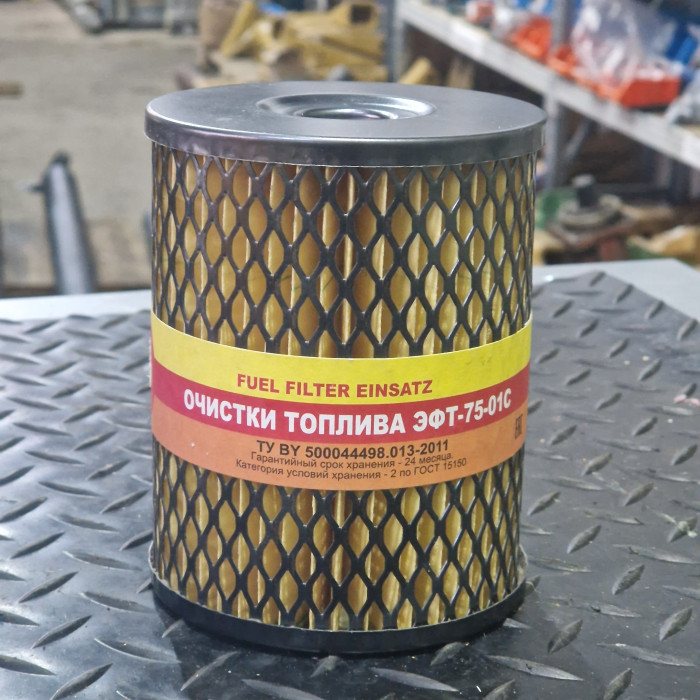 FUEL FILTER EINSATZ
ОЧИСТКИ ТОПЛИВА ЭФТ-75-01С
ТУ BY 500044498.013-2011
Гарантийный срок хранения - 24 месяца.
Категория условий хранения - 2 по ГОСТ 15150